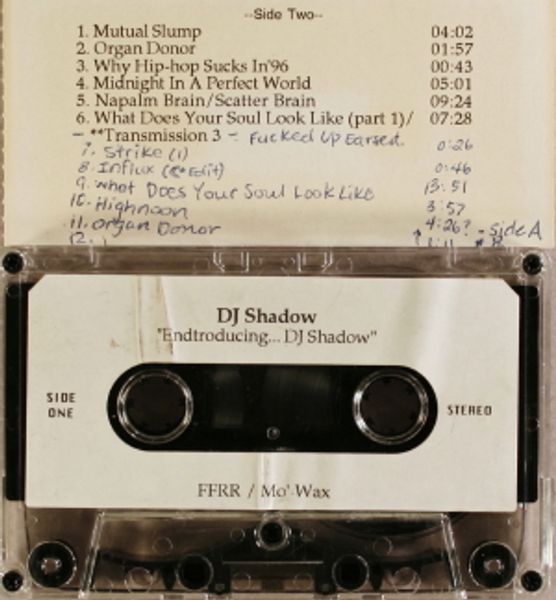 --Side Two--
1. Mutual Slump 04:02
2. Organ Donor 01:57
3. Why Hip-hop Sucks In'96 00:43
4. Midnight In A Perfect World 05:01
5. Napalm Brain/Scatter Brain 09:24
6. What Does Your Soul Look Like (part 1)/ 07:28
- **Transmission 3 - Fucked Up Earsed. 0:26
7. Strike (1) 0:46
8. Influx (Edit)
9. What Does Your Soul Look Like 13:51
10. Highnoon 3:57
11. Organ Donor 4:26? - side A
12.
DJ Shadow
"Endtroducing... DJ Shadow"
SIDE ONE
STEREO
FFRR / Mo' Wax